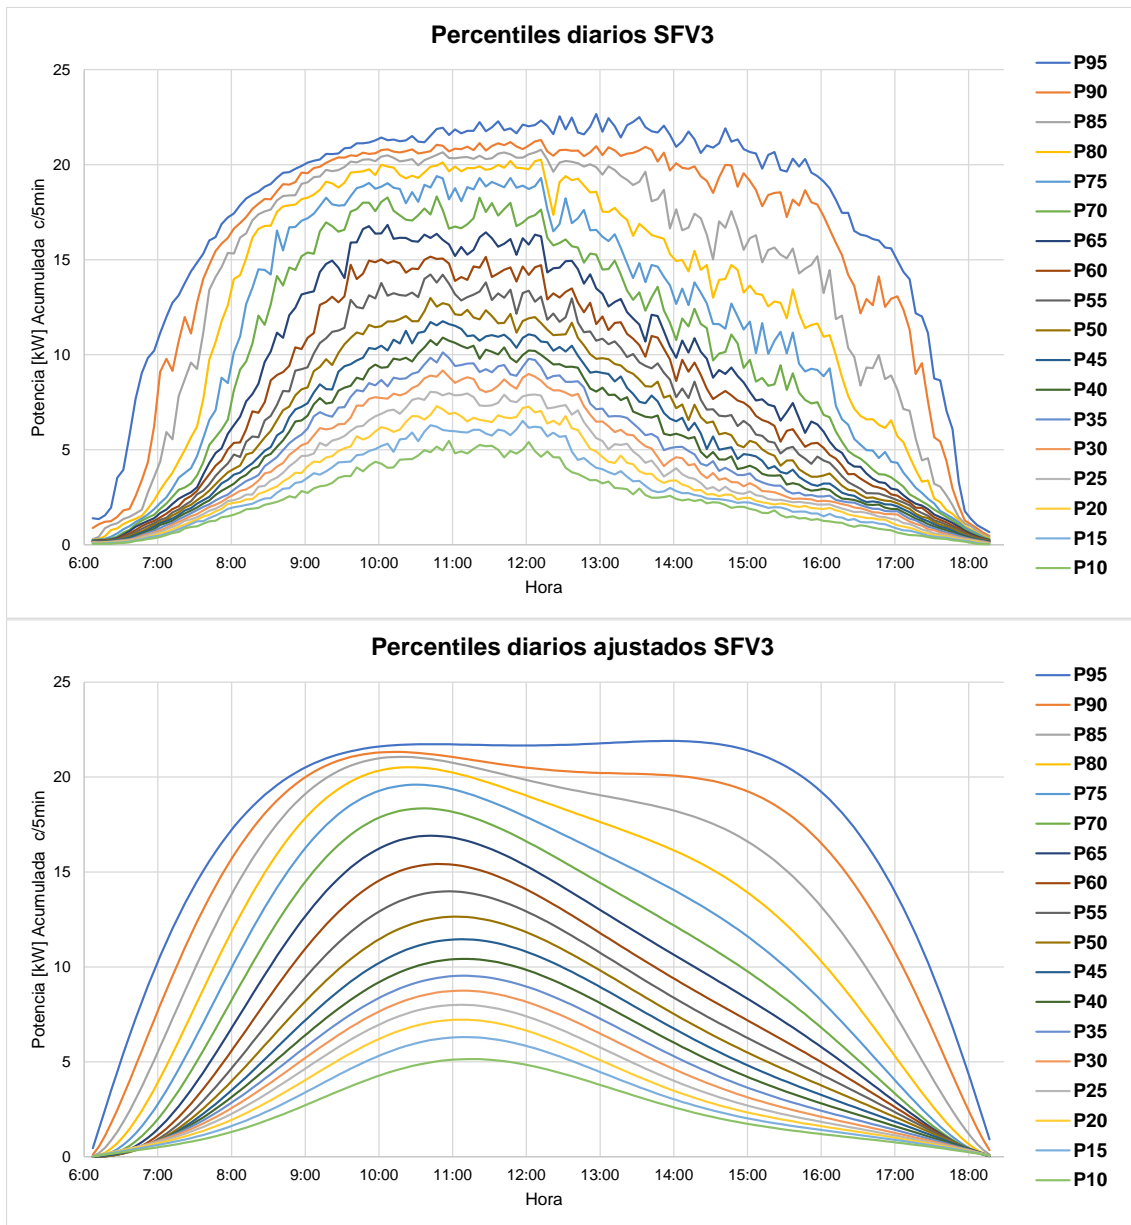 Percentiles diarios SFV3
Potencia [kW] Acumulada c/5min
25
20
15
10
5
0
6:00 7:00 8:00 9:00 10:00 11:00 12:00 13:00 14:00 15:00 16:00 17:00 18:00
Hora
P95
P90
P85
P80
P75
P70
P65
P60
P55
P50
P45
P40
P35
P30
P25
P20
P15
P10
Percentiles diarios ajustados SFV3
Potencia [kW] Acumulada c/5min
25
20
15
10
5
0
6:00 7:00 8:00 9:00 10:00 11:00 12:00 13:00 14:00 15:00 16:00 17:00 18:00
Hora
P95
P90
P85
P80
P75
P70
P65
P60
P55
P50
P45
P40
P35
P30
P25
P20
P15
P10